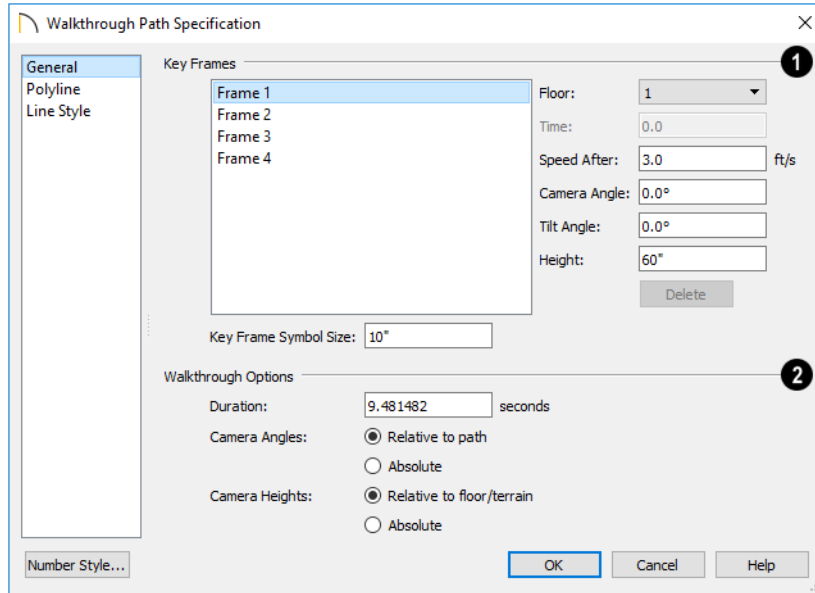 Walkthrough Path Specification
General
Polyline
Line Style
Key Frames
1
Frame 1
Frame 2
Frame 3
Frame 4
Floor: 1
Time: 0.0
Speed After: 3.0 ft/s
Camera Angle: 0.0°
Tilt Angle: 0.0°
Height: 60"
Delete
Key Frame Symbol Size: 10"
Walkthrough Options
2
Duration: 9.481482 seconds
Camera Angles: Relative to path
Absolute
Camera Heights: Relative to floor/terrain
Absolute
Number Style...
OK
Cancel
Help